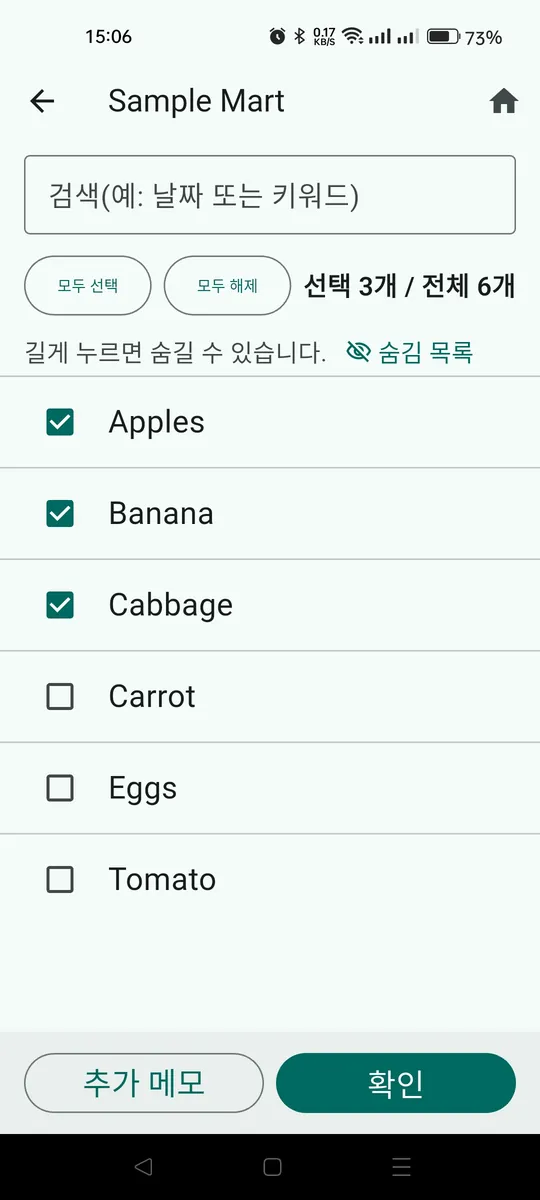 15:06 0.17 KB/S 73%
Sample Mart
검색(예: 날짜 또는 키워드)
모두 선택 모두 해제 선택 3개 / 전체 6개
길게 누르면 숨길 수 있습니다. 숨김 목록
Apples
Banana
Cabbage
Carrot
Eggs
Tomato
추가 메모 확인